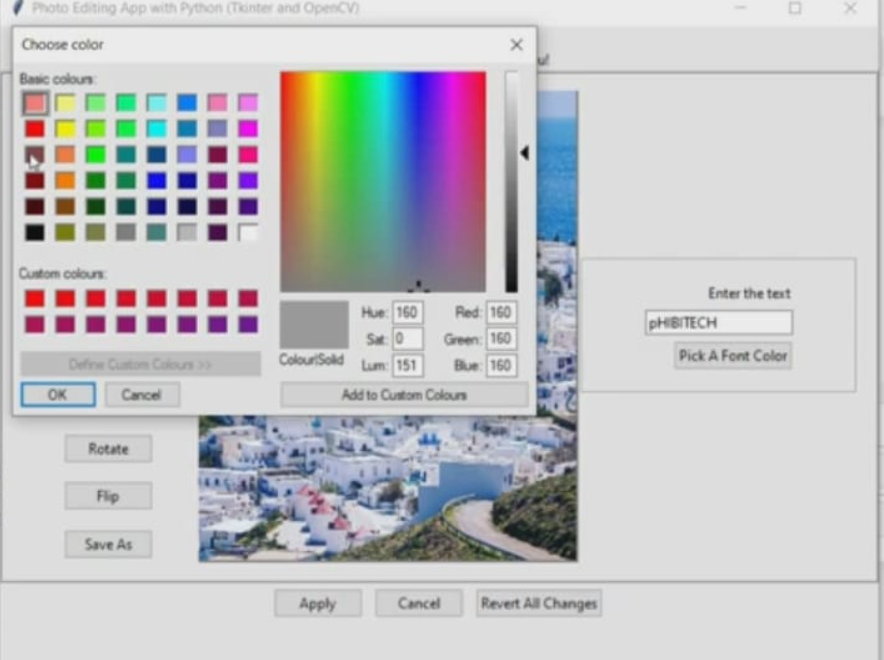 Photo Editing App with Python (Tkinter and OpenCV)
Choose color
u!
Basic colours:
Custom colours:
Define Custom Colours >>
OK Cancel
Hue: 160 Red: 160
Sat: 0 Green: 160
Colour|Solid
Lum: 151 Blue: 160
Add to Custom Colours
Enter the text
pHIBITECH
Pick A Font Color
Rotate
Flip
Save As
Apply Cancel Revert All Changes